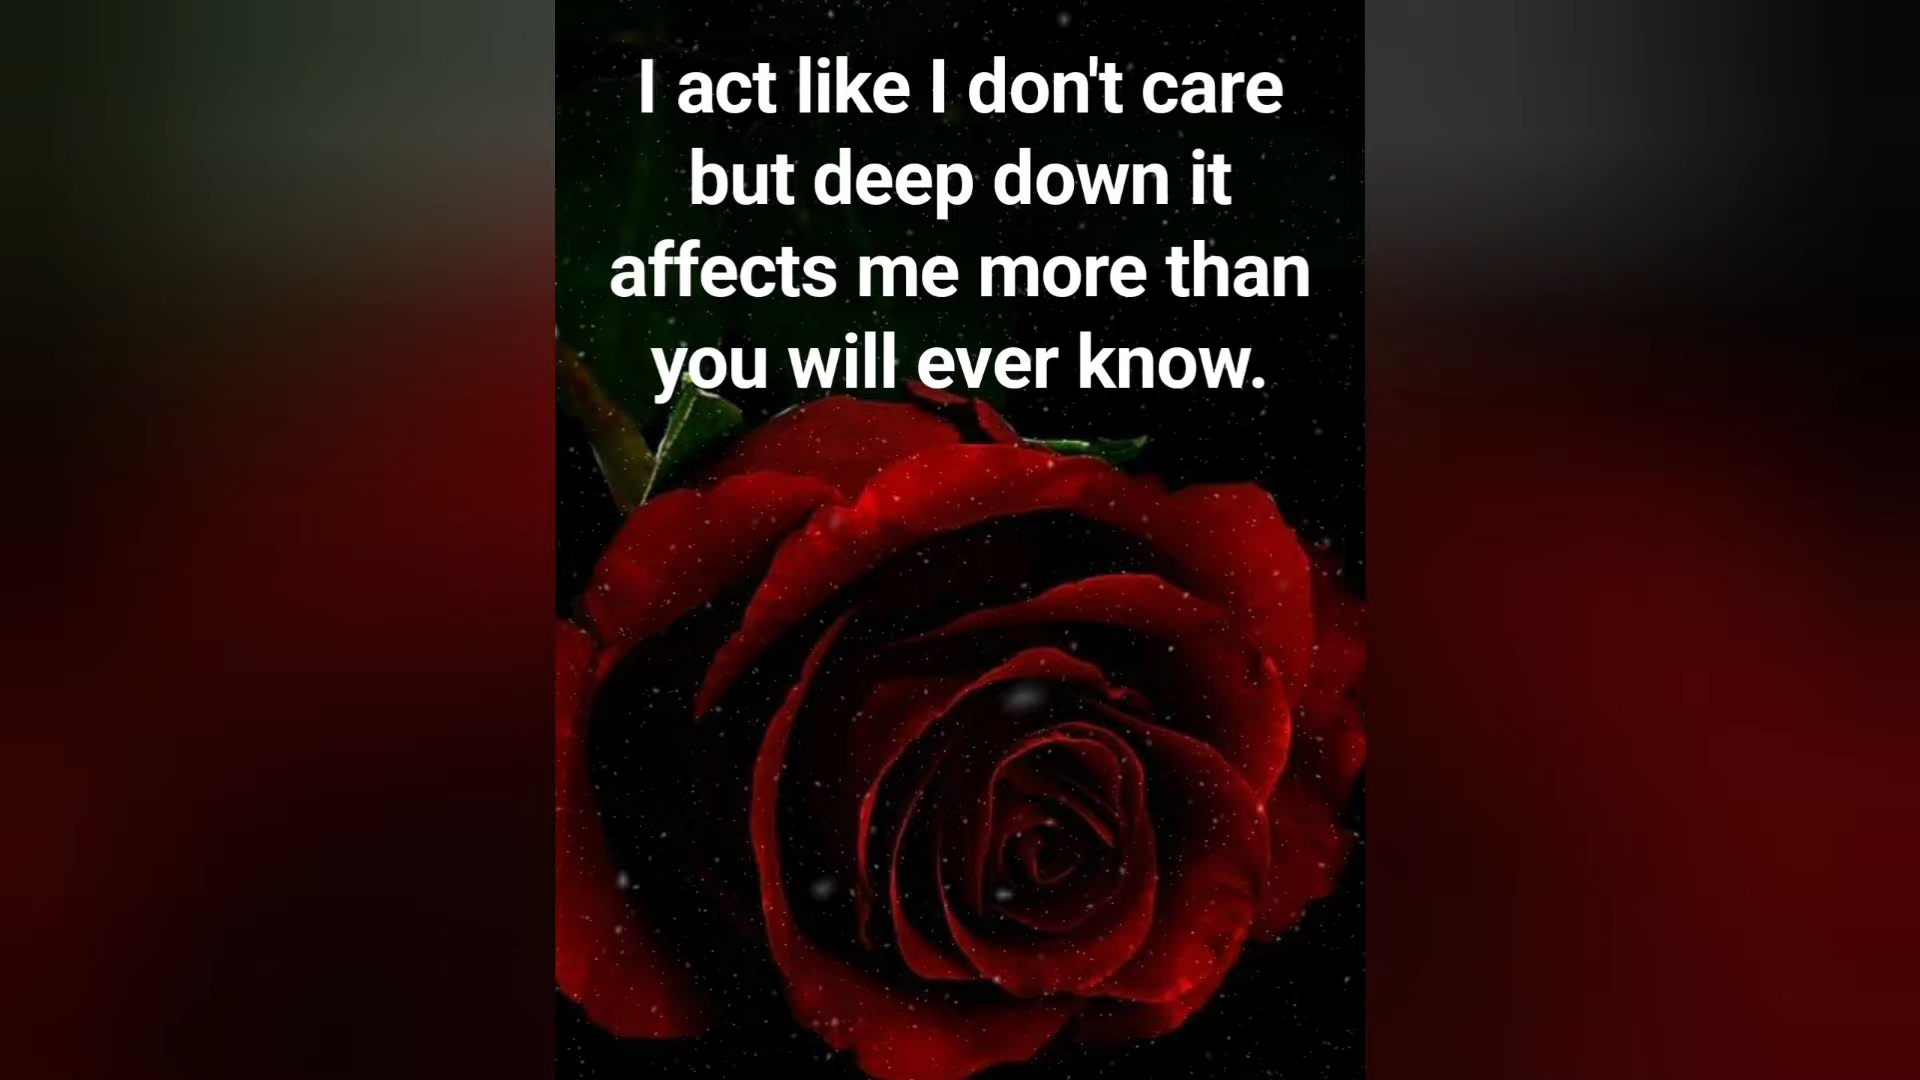 I act like I don't care
but deep down it
affects me more than
you will ever know.